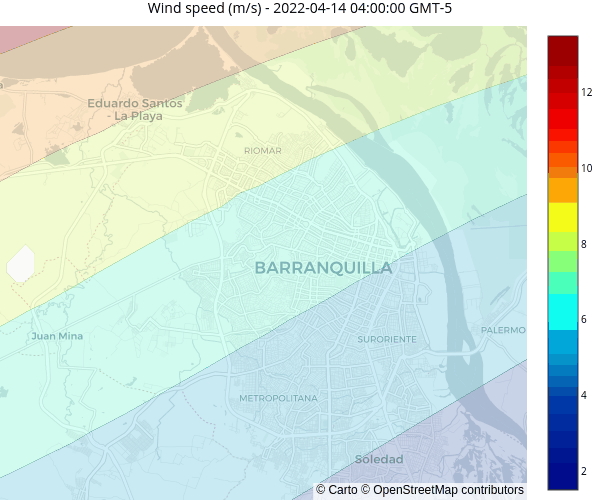 Wind speed (m/s) - 2022-04-14 04:00:00 GMT-5
Eduardo Santos
- La Playa
RIOMAR
BARRANQUILLA
Juan Mina
SURORIENTE
PALERMO
METROPOLITANA
Soledad
© Carto © OpenStreetMap contributors
12
10
8
6
4
2